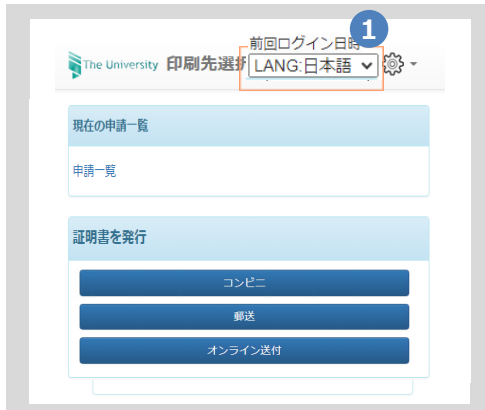 1
前回ログイン日時
The University 印刷先選択 LANG:日本語
現在の申請一覧
申請一覧
証明書を発行
コンビニ
郵送
オンライン送付